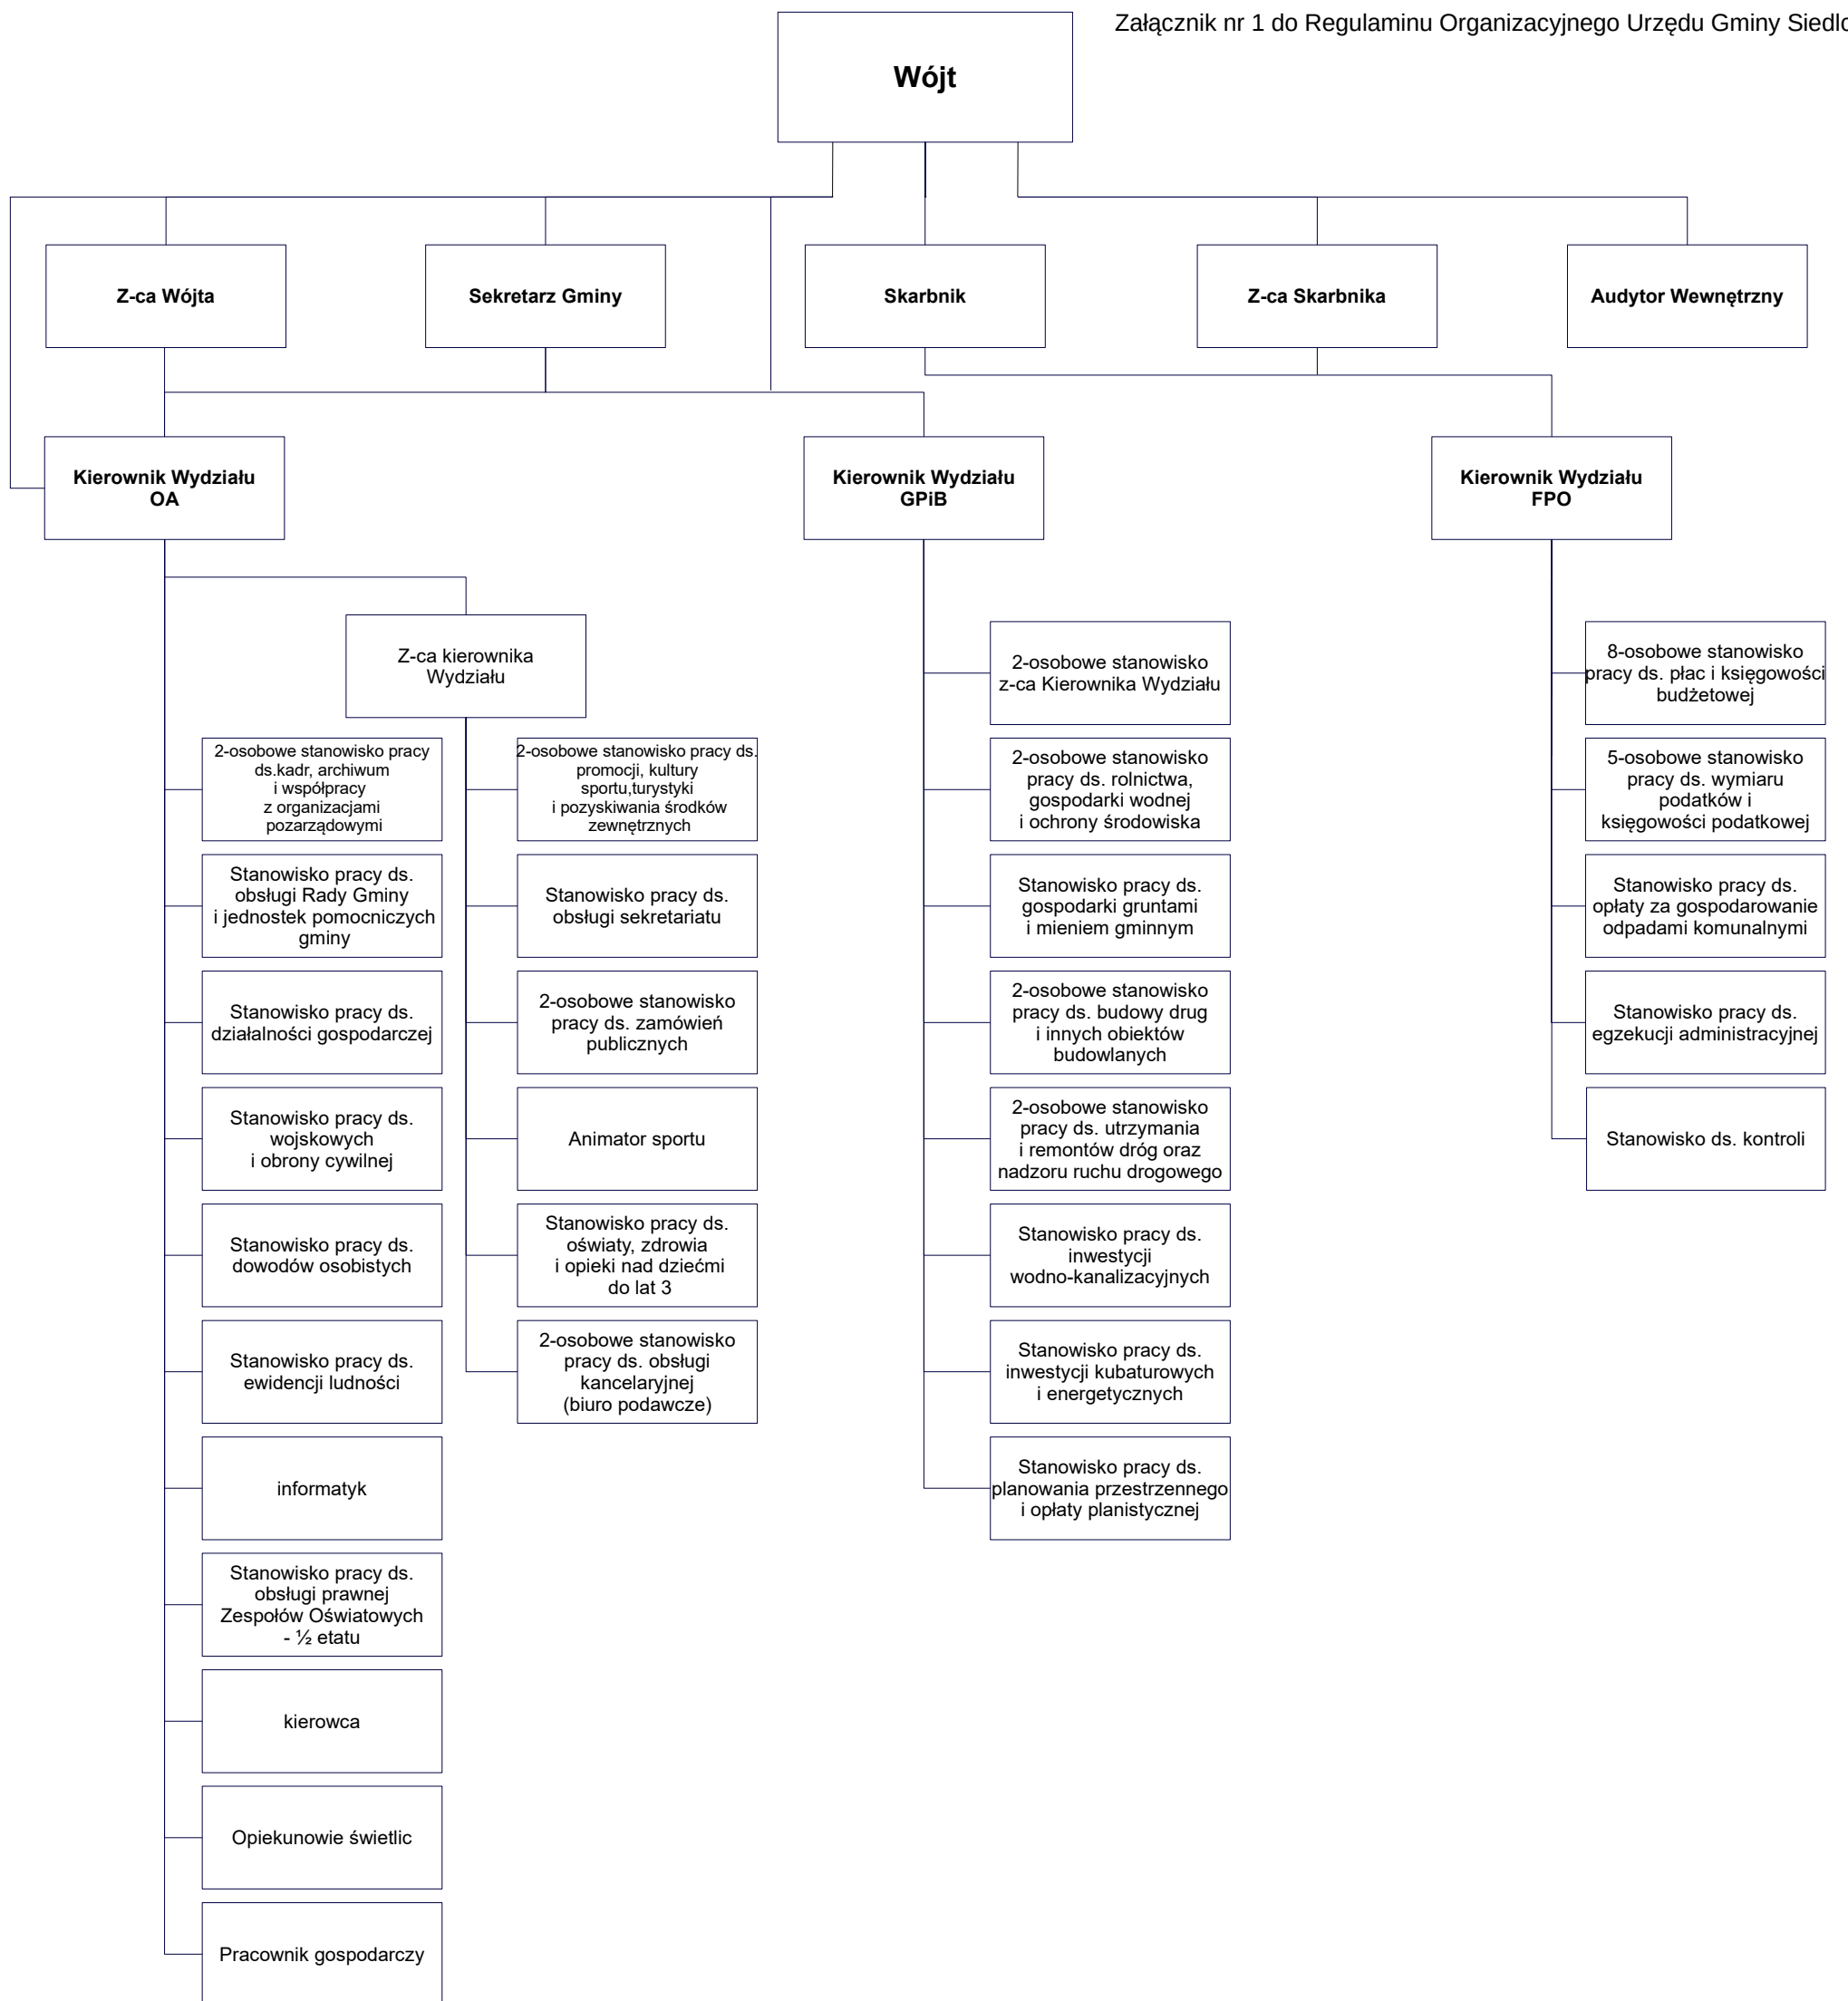 Załącznik nr 1 do Regulaminu Organizacyjnego Urzędu Gminy
Wójt
Z-ca Wójta
Sekretarz Gminy
Skarbnik
Z-ca Skarbnika
Audytor Wewnętrzny
Kierownik Wydziału
OA
Kierownik Wydziału
GPiB
Kierownik Wydziału
FPO
Z-ca kierownika
Wydziału
2-osobowe stanowisko pracy
ds.kadr, archiwum
i współpracy
z organizacjami
pozarządowymi
Stanowisko pracy ds.
obsługi Rady Gminy
i jednostek pomocniczych
gminy
Stanowisko pracy ds.
działalności gospodarczej
Stanowisko pracy ds.
wojskowych
i obrony cywilnej
Stanowisko pracy ds.
dowodów osobistych
Stanowisko pracy ds.
ewidencji ludności
informatyk
Stanowisko pracy ds.
obsługi prawnej
Zespołów Oświatowych
- ½ etatu
kierowca
Opiekunowie świetlic
Pracownik gospodarczy
2-osobowe stanowisko pracy ds.
promocji, kultury
sportu,turystyki
i pozyskiwania środków
zewnętrznych
Stanowisko pracy ds.
obsługi sekretariatu
2-osobowe stanowisko
pracy ds. zamówień
publicznych
Animator sportu
Stanowisko pracy ds.
oświaty, zdrowia
i opieki nad dziećmi
do lat 3
2-osobowe stanowisko
pracy ds. obsługi
kancelaryjnej
(biuro podawcze)
2-osobowe stanowisko
z-ca Kierownika Wydziału
2-osobowe stanowisko
pracy ds. rolnictwa,
gospodarki wodnej
i ochrony środowiska
Stanowisko pracy ds.
gospodarki gruntami
i mieniem gminnym
2-osobowe stanowisko
pracy ds. budowy drug
i innych obiektów
budowlanych
2-osobowe stanowisko
pracy ds. utrzymania
i remontów dróg oraz
nadzoru ruchu drogowego
Stanowisko pracy ds.
inwestycji
wodno-kanalizacyjnych
Stanowisko pracy ds.
inwestycji kubaturowych
i energetycznych
Stanowisko pracy ds.
planowania przestrzennego
i opłaty planistycznej
8-osobowe stanowisko
pracy ds. płac i księgowości
budżetowej
5-osobowe stanowisko
pracy ds. wymiaru
podatków i
księgowości podatkowej
Stanowisko pracy ds.
opłaty za gospodarowanie
odpadami komunalnymi
Stanowisko pracy ds.
egzekucji administracyjnej
Stanowisko ds. kontroli